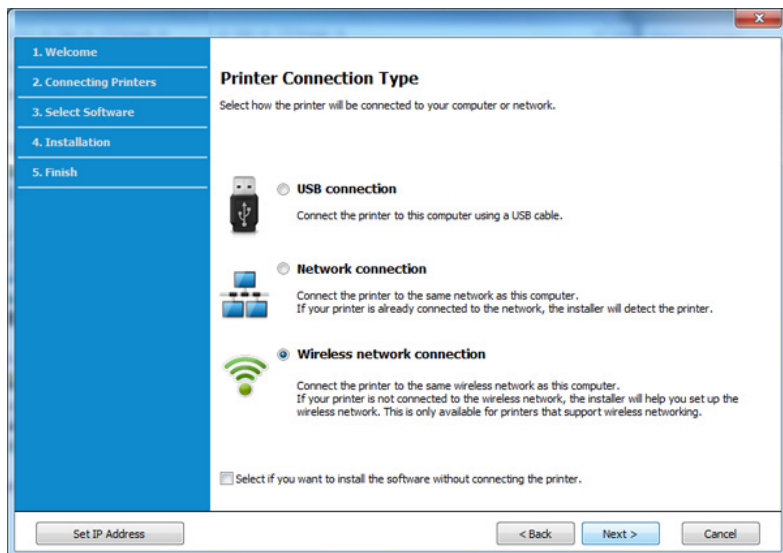 1. Welcome
2. Connecting Printers
3. Select Software
4. Installation
5. Finish
Printer Connection Type
Select how the printer will be connected to your computer or network.
USB connection
Connect the printer to this computer using a USB cable.
Network connection
Connect the printer to the same network as this computer.
If your printer is already connected to the network, the installer will detect the printer.
Wireless network connection
Connect the printer to the same wireless network as this computer.
If your printer is not connected to the wireless network, the installer will help you set up the
wireless network. This is only available for printers that support wireless networking.
Select if you want to install the software without connecting the printer.
Set IP Address
< Back
Next >
Cancel